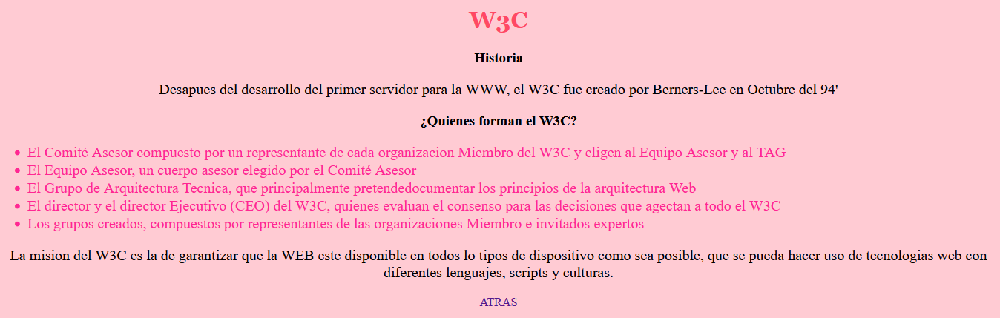 W3C
Historia
Desapues del desarrollo del primer servidor para la WWW, el W3C fue creado por Berners-Lee en Octubre del 94'
¿Quienes forman el W3C?
• El Comité Asesor compuesto por un representante de cada organizacion Miembro del W3C y eligen al Equipo Asesor y al TAG
• El Equipo Asesor, un cuerpo asesor elegido por el Comité Asesor
• El Grupo de Arquitectura Tecnica, que principalmente pretendedocumentar los principios de la arquitectura Web
• El director y el director Ejecutivo (CEO) del W3C, quienes evaluan el consenso para las decisiones que agectan a todo el W3C
• Los grupos creados, compuestos por representantes de las organizaciones Miembro e invitados expertos
La mision del W3C es la de garantizar que la WEB este disponible en todos lo tipos de dispositivo como sea posible, que se pueda hacer uso de tecnologias web con
diferentes lenguajes, scripts y culturas.
ATRAS